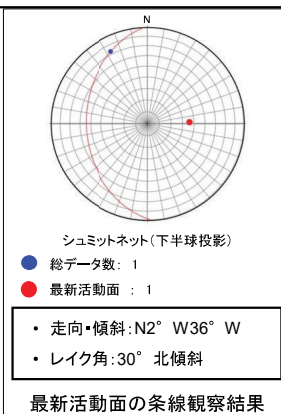 N
シュミットネット(下半球投影)
総データ数: 1
最新活動面 : 1
・ 走向・傾斜:N2° W36° W
・ レイク角:30° 北傾斜
最新活動面の条線観察結果